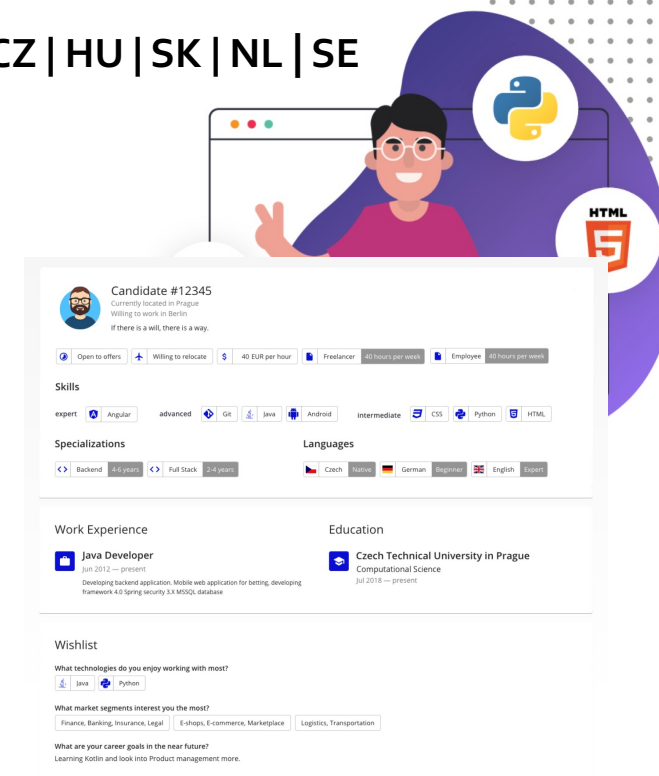 CZ | HU | SK | NL | SE
HTML
5
Candidate #12345
Currently located in Prague
Willing to work in Berlin
If there is a will, there is a way.
Open to offers Willing to relocate $ 40 EUR per hour Freelancer 40 hours per week Employee 40 hours per week
Skills
expert Angular advanced Git Java Android intermediate CSS Python HTML
Specializations Languages
Backend 4-6 years Full Stack 2-4 years Czech Native German Beginner English Expert
Work Experience
Java Developer
Jun 2012 — present
Developing backend application. Mobile web application for betting, developing
framework 4.0 Spring security 3.X MSSQL database
Education
Czech Technical University in Prague
Computational Science
Jul 2018 — present
Wishlist
What technologies do you enjoy working with most?
Java Python
What market segments interest you the most?
Finance, Banking, Insurance, Legal E-shops, E-commerce, Marketplace Logistics, Transportation
What are your career goals in the near future?
Learning Kotlin and look into Product management more.